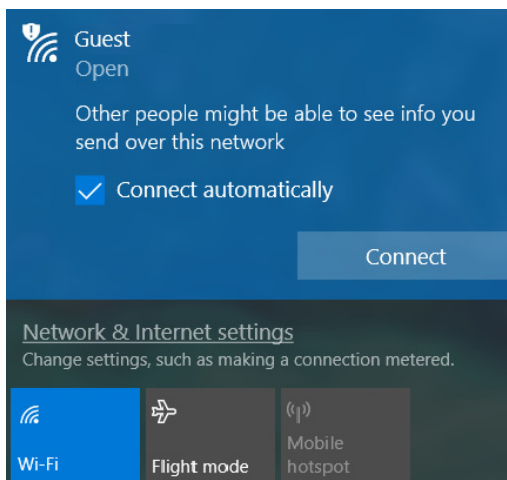 Guest
Open
Other people might be able to see info you
send over this network
Connect automatically
Connect
Network & Internet settings
Change settings, such as making a connection metered.
Wi-Fi
Flight mode
Mobile
hotspot